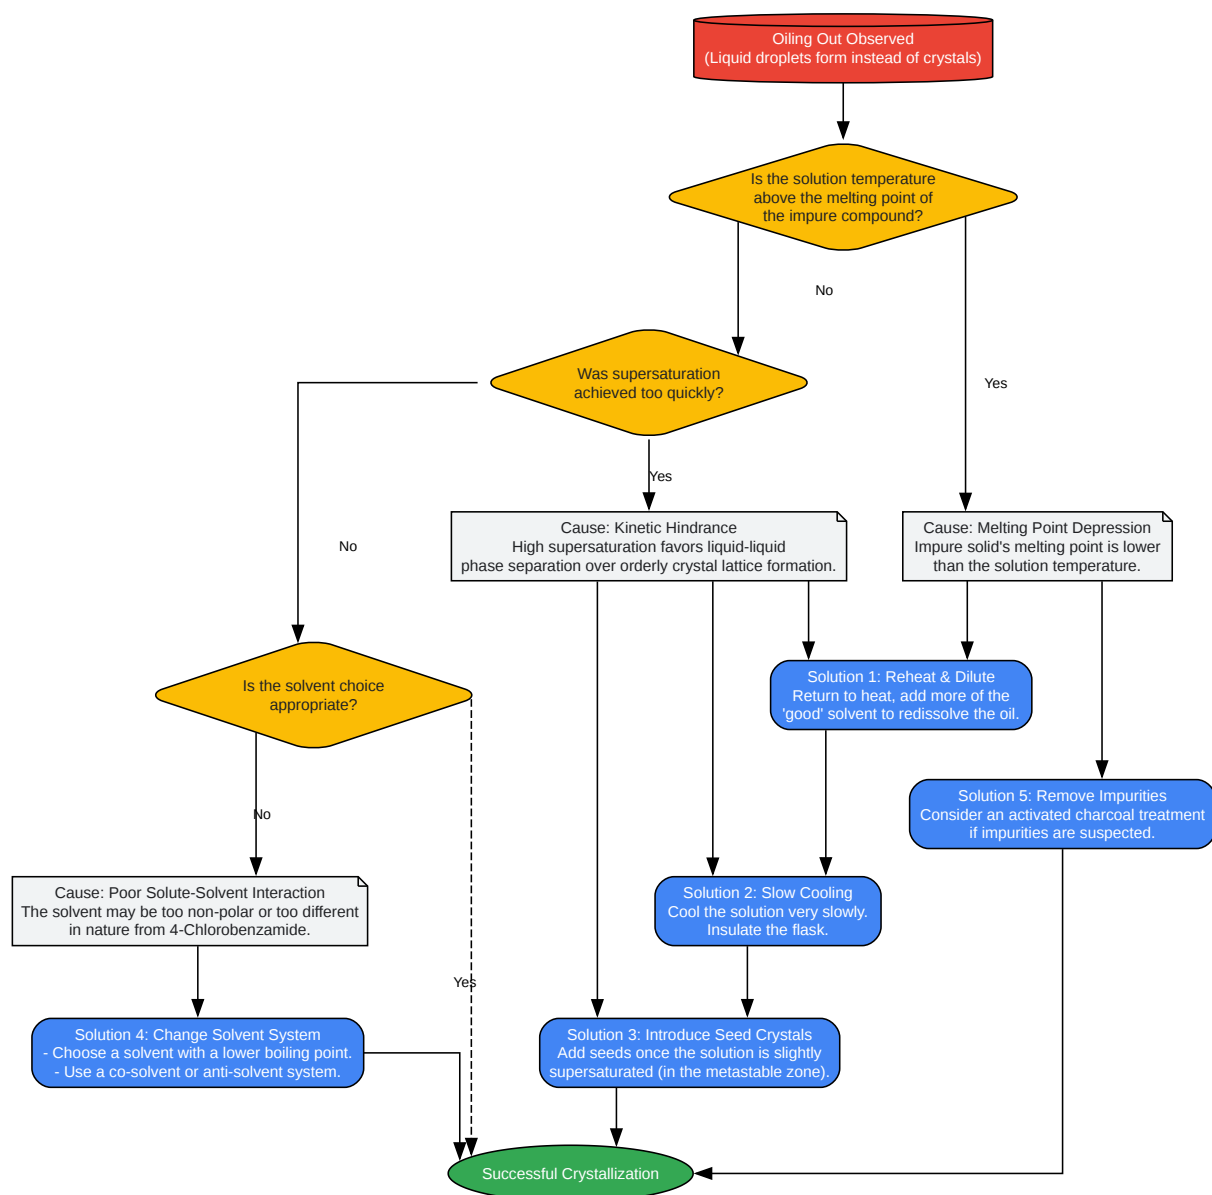 Oiling Out Observed
(Liquid droplets form instead of crystals)
Is the solution temperature
above the melting point of
the impure compound?
No
Yes
Was supersaturation
achieved too quickly?
Yes
No
Cause: Kinetic Hindrance
High supersaturation favors liquid-liquid
phase separation over orderly crystal lattice formation.
Cause: Melting Point Depression
Impure solid's melting point is lower
than the solution temperature.
Is the solvent choice
appropriate?
Solution 1: Reheat & Dilute
Return to heat, add more of the
'good' solvent to redissolve the oil.
Solution 5: Remove Impurities
Consider an activated charcoal treatment
if impurities are suspected.
No
Cause: Poor Solute-Solvent Interaction
The solvent may be too non-polar or too different
in nature from 4-Chlorobenzamide.
Solution 2: Slow Cooling
Cool the solution very slowly.
Insulate the flask.
Yes
Solution 4: Change Solvent System
- Choose a solvent with a lower boiling point.
- Use a co-solvent or anti-solvent system.
Solution 3: Introduce Seed Crystals
Add seeds once the solution is slightly
supersaturated (in the metastable zone).
Successful Crystallization